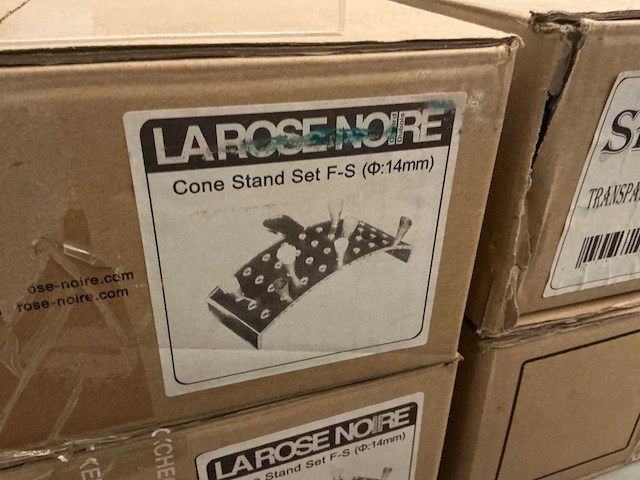 LA ROSE NOIRE
Cone Stand Set F-S (Φ:14mm)
ose-noire.com
rose-noire.com
LA ROSE NOIRE
Stand Set F-S (Φ:14mm)
TRANSPA